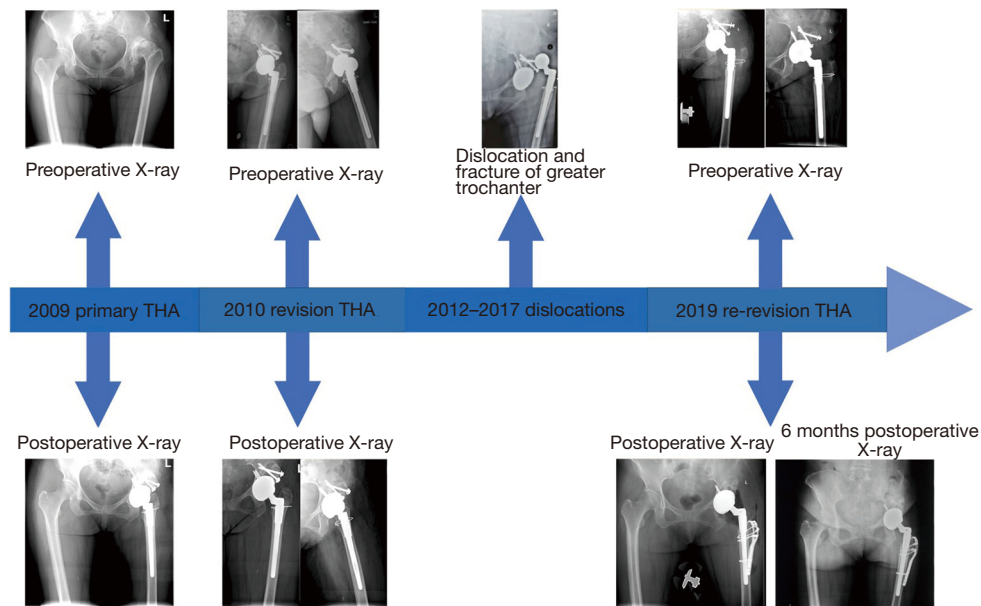 L
Preoperative X-ray
Preoperative X-ray
Dislocation and
fracture of greater
trochanter
Preoperative X-ray
2009 primary THA
2010 revision THA
2012–2017 dislocations
2019 re-revision THA
Postoperative X-ray
Postoperative X-ray
Postoperative X-ray
6 months postoperative
X-ray
L
L